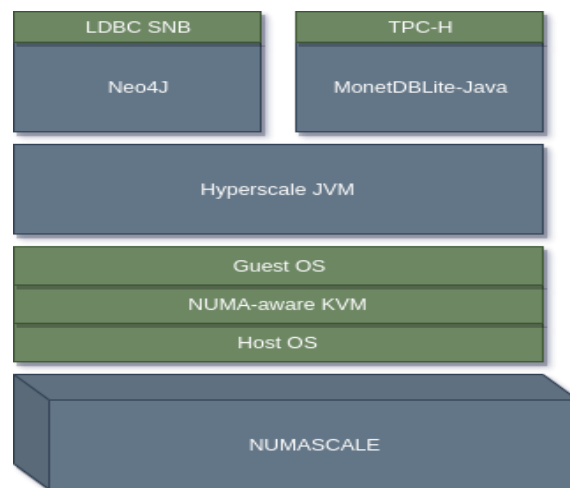 LDBC SNB
Neo4J
TPC-H
MonetDBLite-Java
Hyperscale JVM
Guest OS
NUMA-aware KVM
Host OS
NUMASCALE